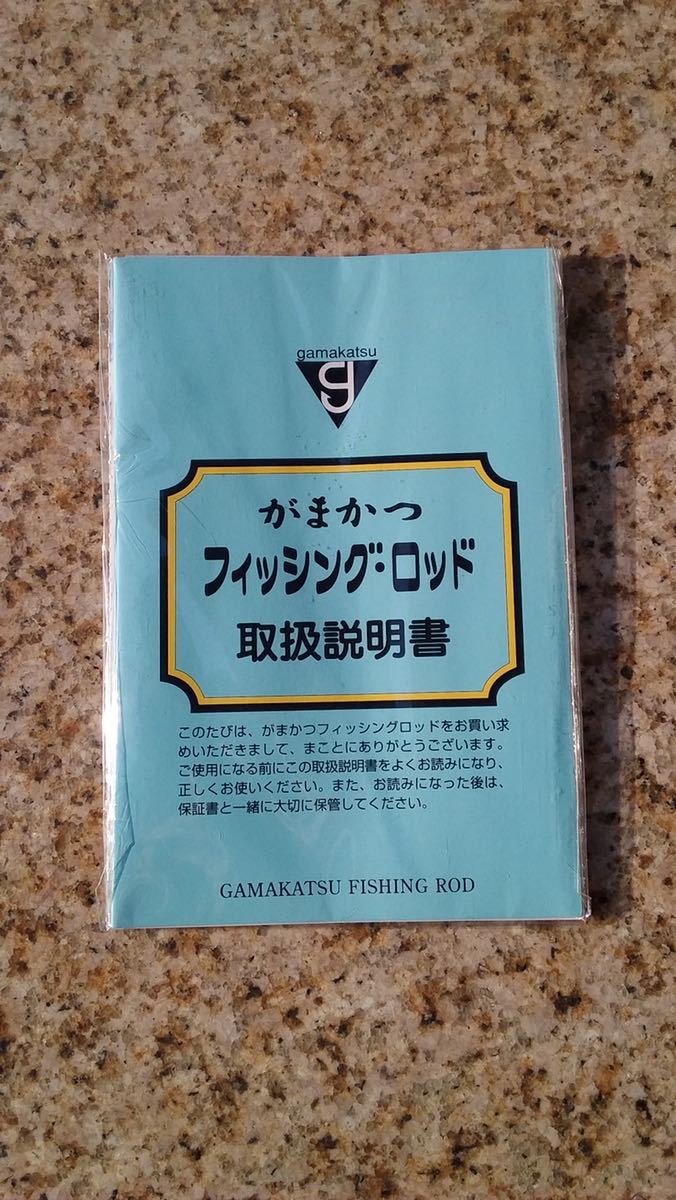 gamakatsu
g
がまかつ
フィッシング・ロッド
取扱説明書
このたびは、がまかつフィッシングロッドをお買い求
めいただきまして、まことにありがとうございます。
ご使用になる前にこの取扱説明書をよくお読みになり、
正しくお使いください。また、お読みになった後は、
保証書と一緒に大切に保管してください。
GAMAKATSU FISHING ROD